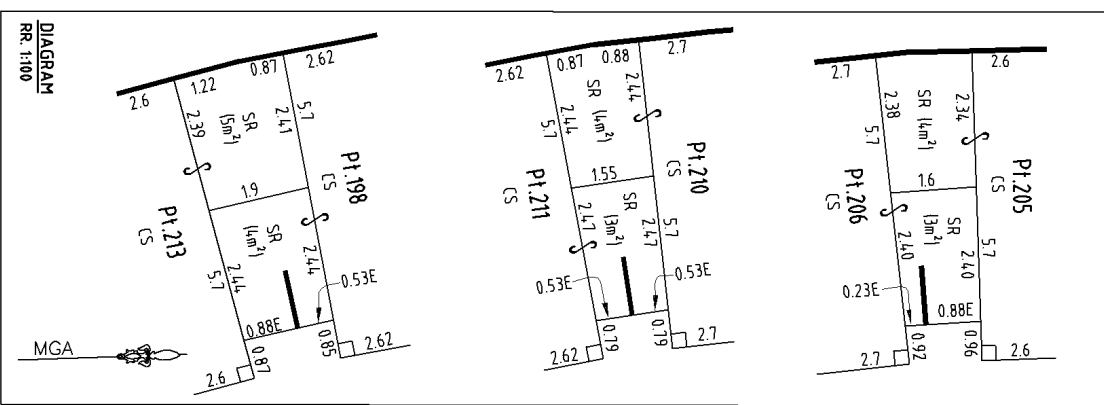 DIAGRAM
RR. 1:100
2.6
1.22
0.87
2.62
2.39
SR
(5m²)
2.41
5.7
Pt.198
CS
1.9
Pt.213
CS
SR
(4m²)
2.44
5.7
2.44
0.53E
0.88E
0.87
0.85
2.62
2.6
MGA
2.62
0.87
0.88
2.7
2.44
5.7
SR
(4m²)
2.44
Pt.210
CS
1.55
Pt.211
CS
2.47
SR
(3m²)
2.47
5.7
0.53E
0.53E
0.79
0.79
2.62
2.7
2.7
2.6
2.38
5.7
SR
(4m²)
2.34
Pt.205
CS
1.6
Pt.206
CS
2.40
SR
(3m²)
2.40
5.7
0.23E
0.88E
0.92
0.96
2.7
2.6